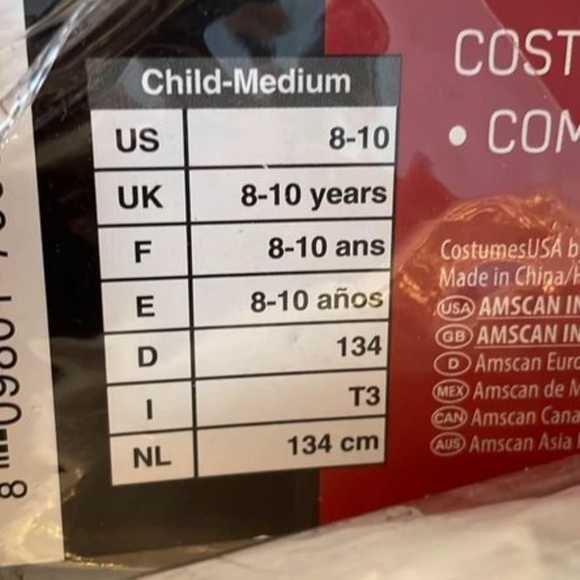 Child-Medium
US 8-10
UK 8-10 years
F 8-10 ans
E 8-10 años
D 134
I T3
NL 134 cm
COST
• COM
CostumesUSA b
Made in China/H
USA AMSCAN IN
GB AMSCAN IN
D Amscan Euro
MEX Amscan de M
CAN Amscan Cana
AUS Amscan Asia